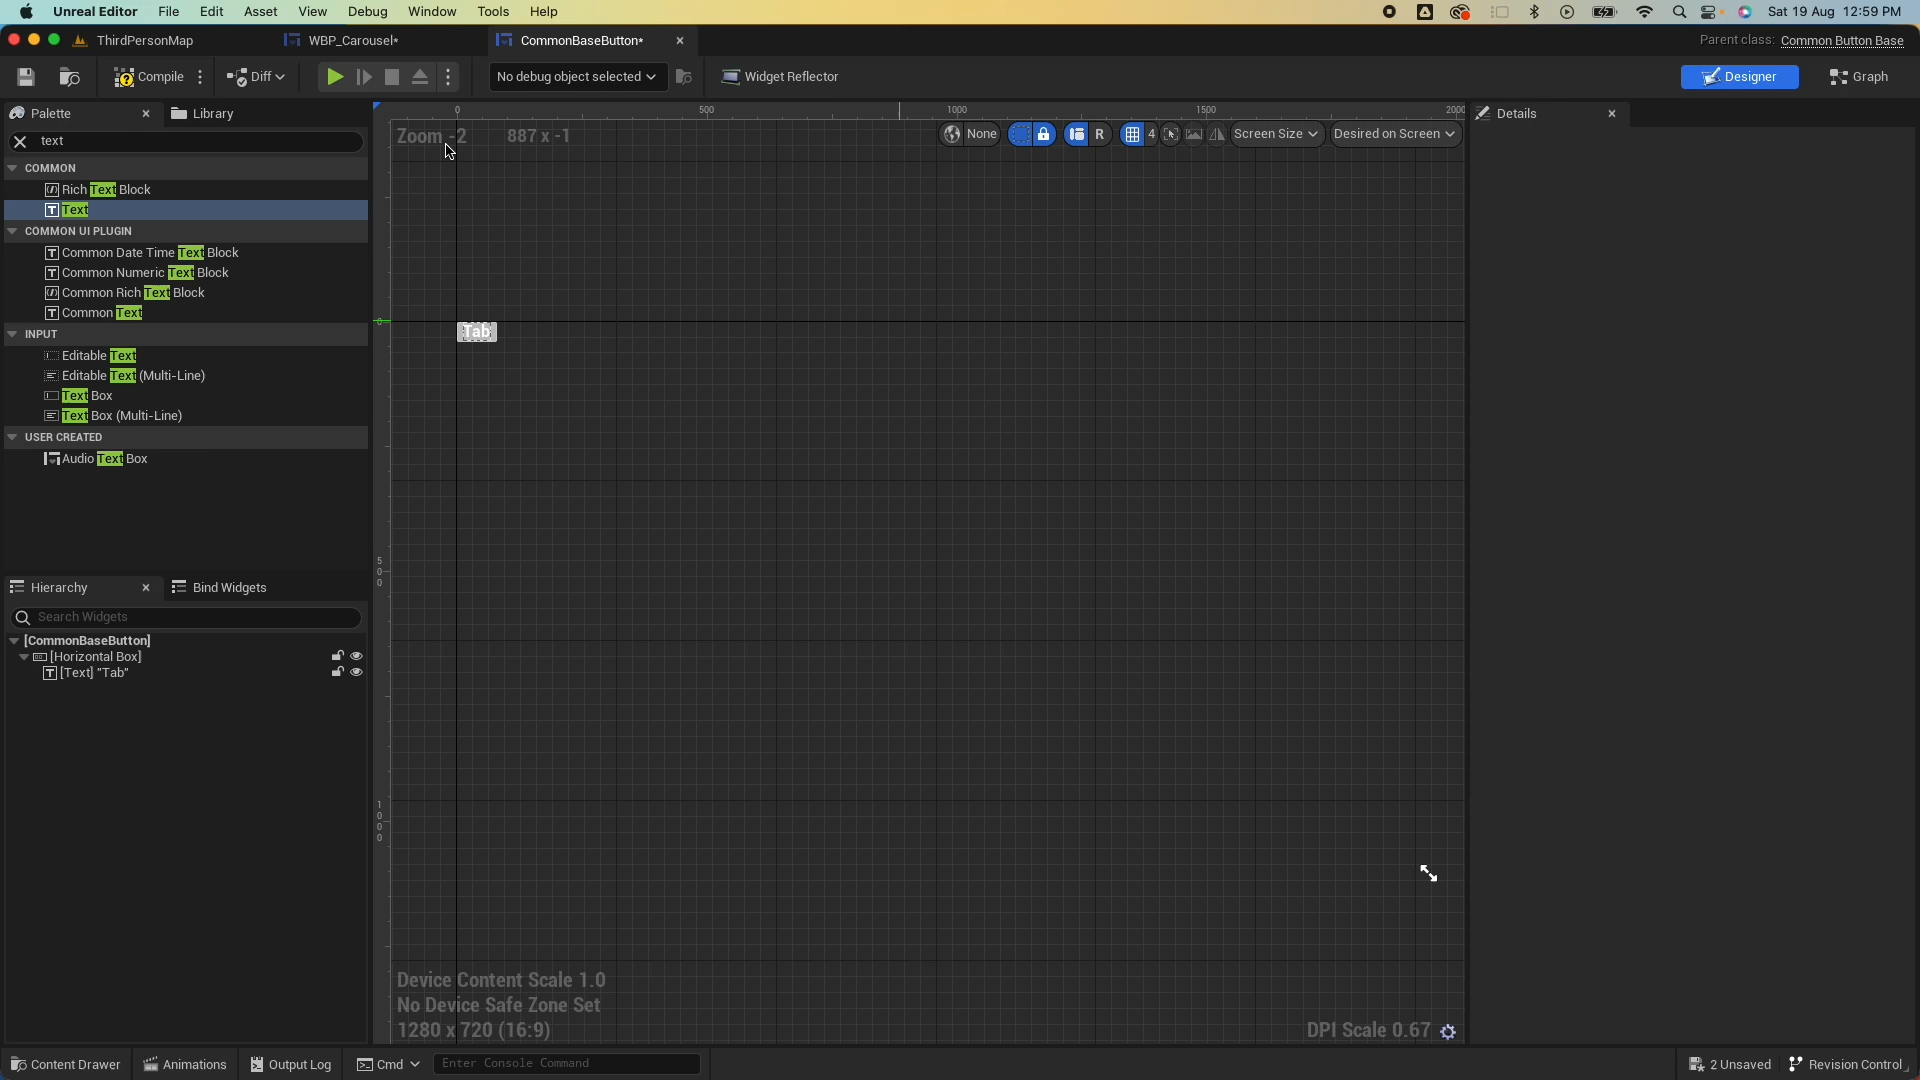 Unreal Editor File Edit Asset View Debug Window Tools Help Sat 19 Aug 12:59 PM
ThirdPersonMap WBP_Carousel* CommonBaseButton* Parent class: Common Button Base
Compile Diff No debug object selected Widget Reflector Designer Graph
Palette Library Details
text
0 500 1000 1500 2000
Zoom -2 887 x -1 None R 4 Screen Size Desired on Screen
COMMON
Rich Text Block
Text
COMMON UI PLUGIN
Common Date Time Text Block
Common Numeric Text Block
Common Rich Text Block
Common Text
INPUT
Editable Text
Editable Text (Multi-Line)
Text Box
Text Box (Multi-Line)
USER CREATED
Audio Text Box
0
Tab
500
1000
Hierarchy Bind Widgets
Search Widgets
[CommonBaseButton]
[Horizontal Box]
[Text] "Tab"
Device Content Scale 1.0
No Device Safe Zone Set
1280 x 720 (16:9) DPI Scale 0.67
Content Drawer Animations Output Log Cmd Enter Console Command 2 Unsaved Revision Control